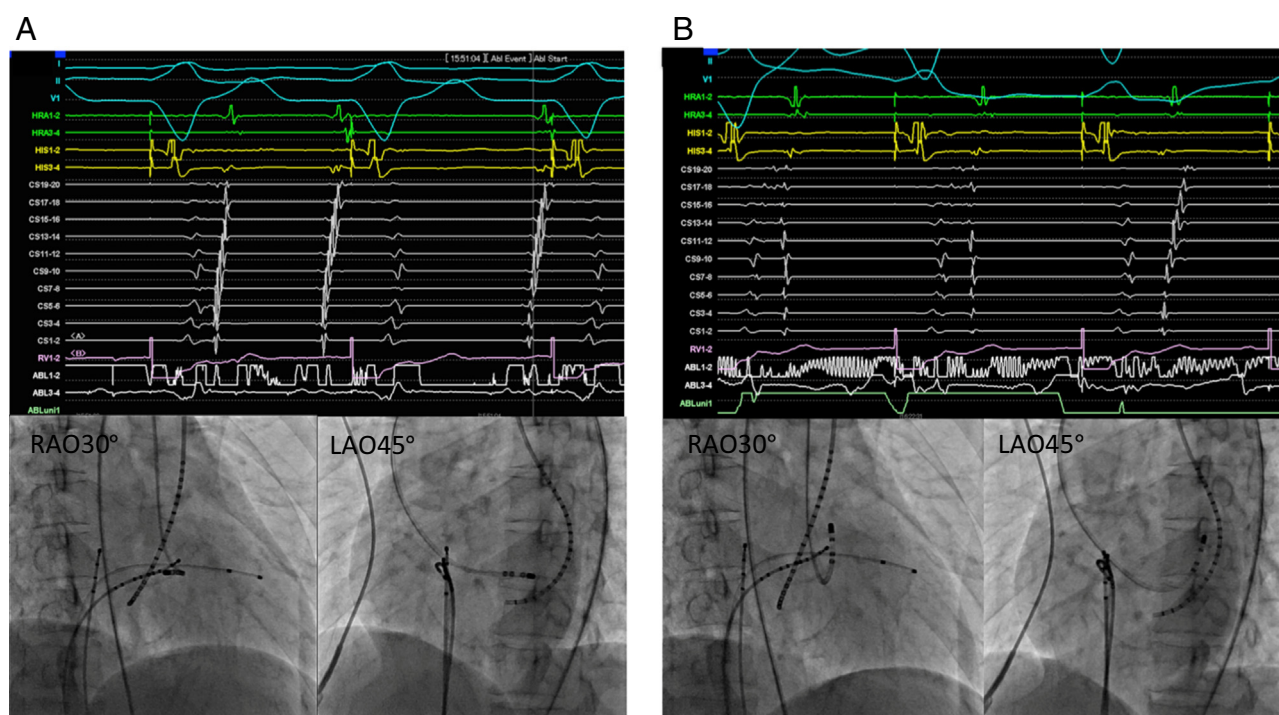 A
[15:51:04 ][ Abl Event ] Abl Start
I
II
V1
HRA1-2
HRA3-4
HIS1-2
HIS3-4
CS19-20
CS17-18
CS15-16
CS13-14
CS11-12
CS9-10
CS7-8
CS5-6
CS3-4
CS1-2
<A>
<B>
RV1-2
ABL1-2
ABL3-4
ABLuni1
RAO30°
LAO45°
B
II
V1
HRA1-2
HRA3-4
HIS1-2
HIS3-4
CS19-20
CS17-18
CS15-16
CS13-14
CS11-12
CS9-10
CS7-8
CS5-6
CS3-4
CS1-2
RV1-2
ABL1-2
ABL3-4
ABLuni1
RAO30°
LAO45°